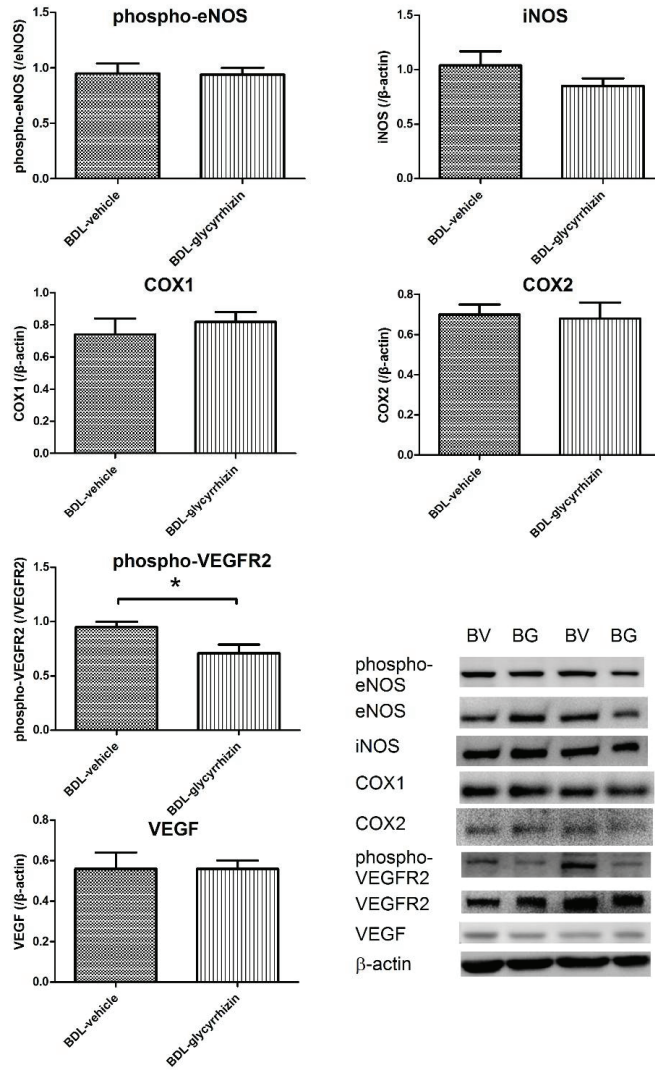 phospho-eNOS
phospho-eNOS (/eNOS)
1.5
1.0
0.5
0.0
BDL-vehicle
BDL-glycyrrhizin
iNOS
iNOS (/β-actin)
1.5
1.0
0.5
0.0
BDL-vehicle
BDL-glycyrrhizin
COX1
COX1 (/β-actin)
1.0
0.8
0.6
0.4
0.2
0.0
BDL-vehicle
BDL-glycyrrhizin
COX2
COX2 (/β-actin)
0.8
0.6
0.4
0.2
0.0
BDL-vehicle
BDL-glycyrrhizin
phospho-VEGFR2
phospho-VEGFR2 (/VEGFR2)
1.5
1.0
0.5
0.0
*
BDL-vehicle
BDL-glycyrrhizin
VEGF
VEGF (/β-actin)
0.8
0.6
0.4
0.2
0.0
BDL-vehicle
BDL-glycyrrhizin
BV BG BV BG
phospho-
eNOS
eNOS
iNOS
COX1
COX2
phospho-
VEGFR2
VEGFR2
VEGF
β-actin